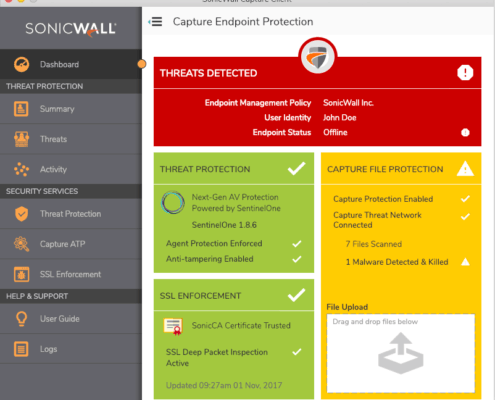 SonicWall Capture Client
SONICWALL
Capture Endpoint Protection
Dashboard
THREAT PROTECTION
Summary
Threats
Activity
SECURITY SERVICES
Threat Protection
Capture ATP
SSL Enforcement
HELP & SUPPORT
User Guide
Logs
THREATS DETECTED
Endpoint Management Policy SonicWall Inc.
User Identity John Doe
Endpoint Status Offline
THREAT PROTECTION
Next-Gen AV Protection
Powered by SentinelOne
SentinelOne 1.8.6
Agent Protection Enforced
Anti-tampering Enabled
SSL ENFORCEMENT
SonicCA Certificate Trusted
SSL Deep Packet Inspection
Active
Updated 09:27am 01 Nov, 2017
CAPTURE FILE PROTECTION
Capture Protection Enabled
Capture Threat Network
Connected
7 Files Scanned
1 Malware Detected & Killed
File Upload
Drag and drop files below